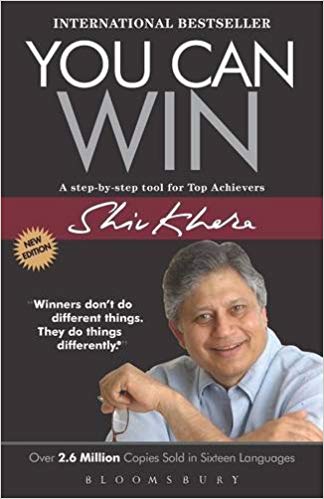 INTERNATIONAL BESTSELLER
YOU CAN
WIN
A step-by-step tool for Top Achievers
Shiv Khera
NEW
EDITION
"Winners don't do
different things.
They do things
differently.®"
Over 2.6 Million Copies Sold in Sixteen Languages
BLOOMSBURY